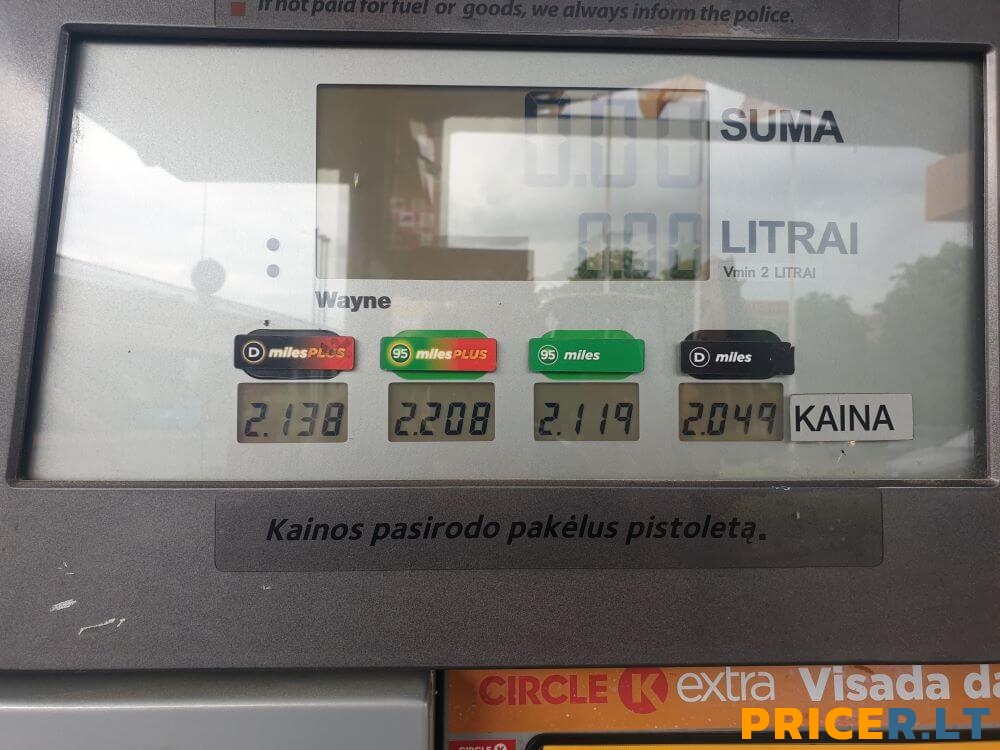 If not paid for fuel or goods, we always inform the police.
0.00 SUMA
0.00 LITRAI
Vmin 2 LITRAI
Wayne
D milesPLUS 95 milesPLUS 95 miles D miles
2.138 2.208 2.119 2.049 KAINA
Kainos pasirodo pakėlus pistoletą.
CIRCLE K extra Visada da
CIRCLE K
PRICER.LT